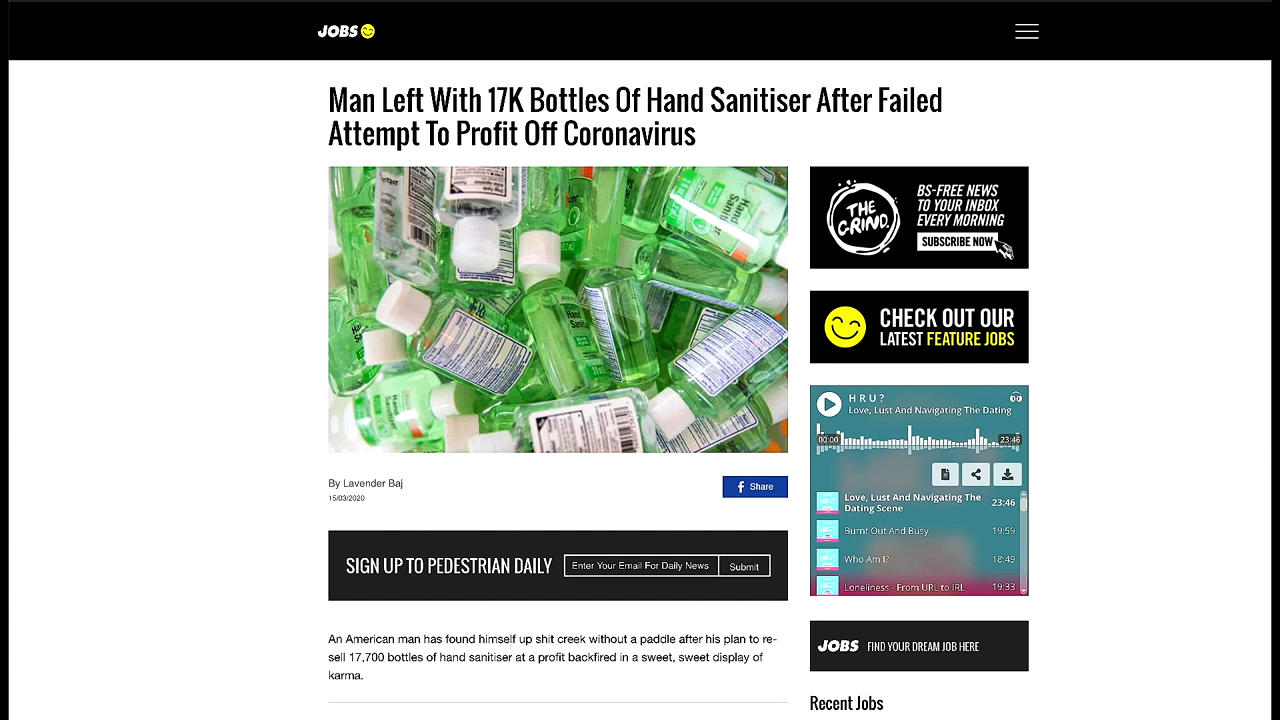 JOBS
Man Left With 17K Bottles Of Hand Sanitiser After Failed
Attempt To Profit Off Coronavirus
Hand
Sanitizer
Hand
Sanitizer
By Lavender Baj
15/03/2020
Share
SIGN UP TO PEDESTRIAN DAILY
Enter Your Email For Daily News
Submit
An American man has found himself up shit creek without a paddle after his plan to re-
sell 17,700 bottles of hand sanitiser at a profit backfired in a sweet, sweet display of
karma.
THE
GRIND.
BS-FREE NEWS
TO YOUR INBOX
EVERY MORNING
SUBSCRIBE NOW
CHECK OUT OUR
LATEST FEATURE JOBS
H R U ?
Love, Lust And Navigating The Dating
00:00
23:46
Love, Lust And Navigating The
Dating Scene
23:46
Burnt Out And Busy
19:59
Who Am I?
18:49
Loneliness - From URL to IRL
19:33
JOBS
FIND YOUR DREAM JOB HERE
Recent Jobs